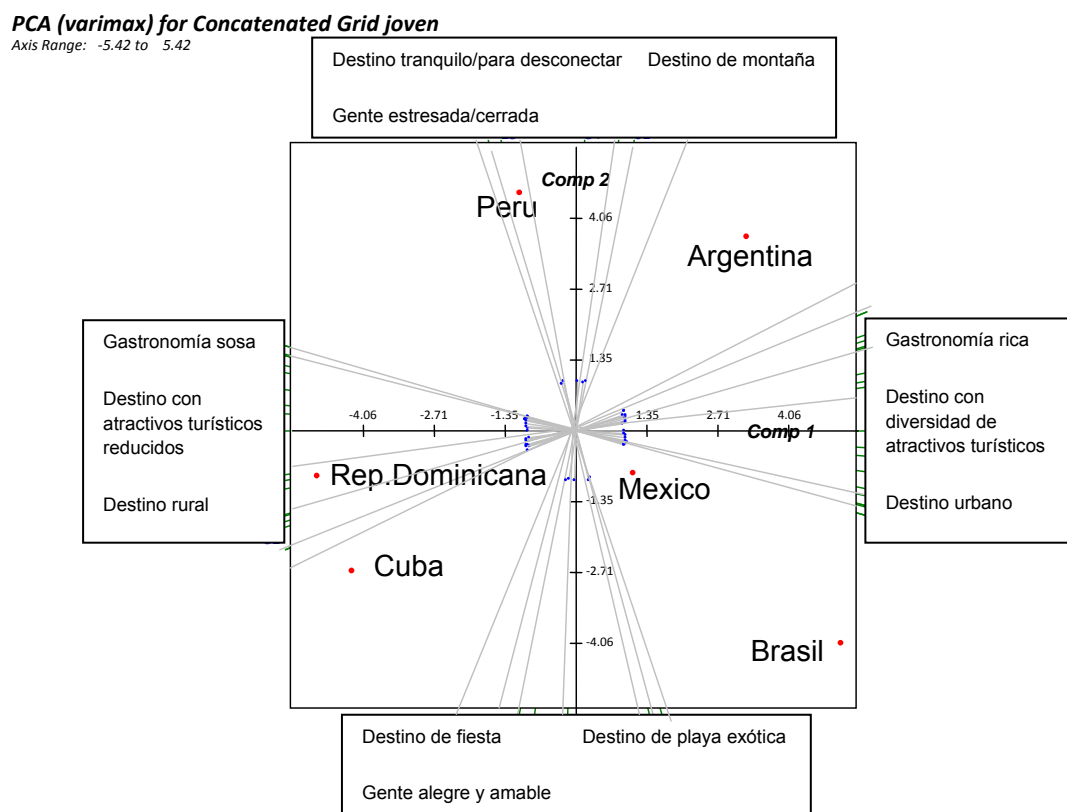 PCA (varimax) for Concatenated Grid joven
Axis Range: -5.42 to 5.42
Destino tranquilo/para desconectar Destino de montaña
Gente estresada/cerrada
Comp 2
Peru
4.06
Argentina
2.71
Gastronomía sosa
Gastronomía rica
1.35
Destino con
atractivos turísticos
reducidos
Destino con
diversidad de
atractivos turísticos
-4.06 -2.71 -1.35 1.35 2.71 4.06
Comp 1
Rep.Dominicana
Mexico
Destino rural
Destino urbano
-1.35
Cuba
-2.71
-4.06
Brasil
Destino de fiesta Destino de playa exótica
Gente alegre y amable